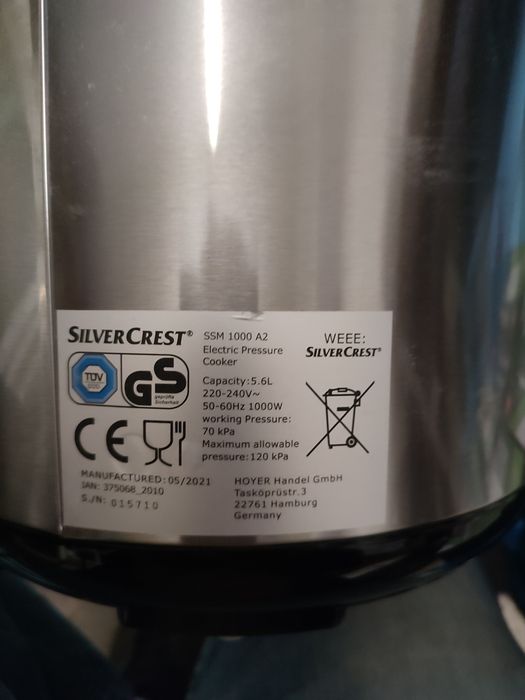 SILVERCREST®
SSM 1000 A2
Electric Pressure
Cooker
Capacity:5.6L
220-240V~
50-60Hz 1000W
working Pressure:
70 kPa
Maximum allowable
pressure:120 kPa
WEEE:
SILVERCREST®
TÜV
SÜD
GS
geprüfte
Sicherheit
CE
MANUFACTURED:05/2021
IAN: 375068_2010
S./N: 015710
HOYER Handel GmbH
Tasköprüstr.3
22761 Hamburg
Germany